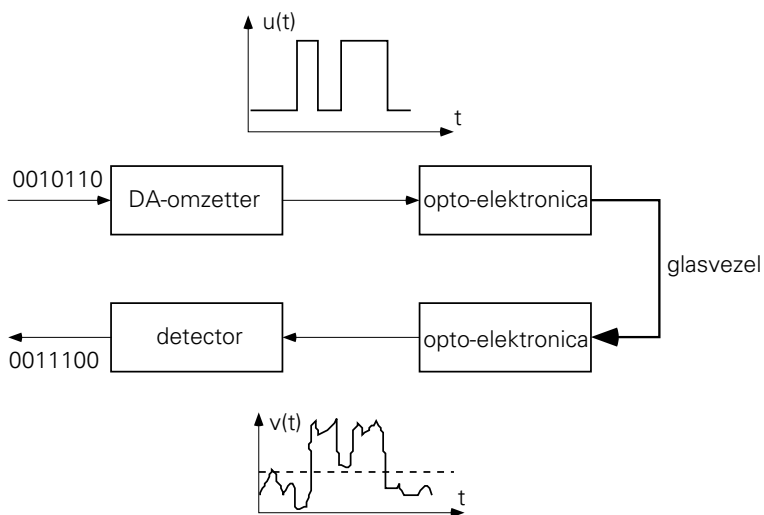 u(t)
t
0010110
DA-omzetter
opto-elektronica
glasvezel
detector
opto-elektronica
0011100
v(t)
t